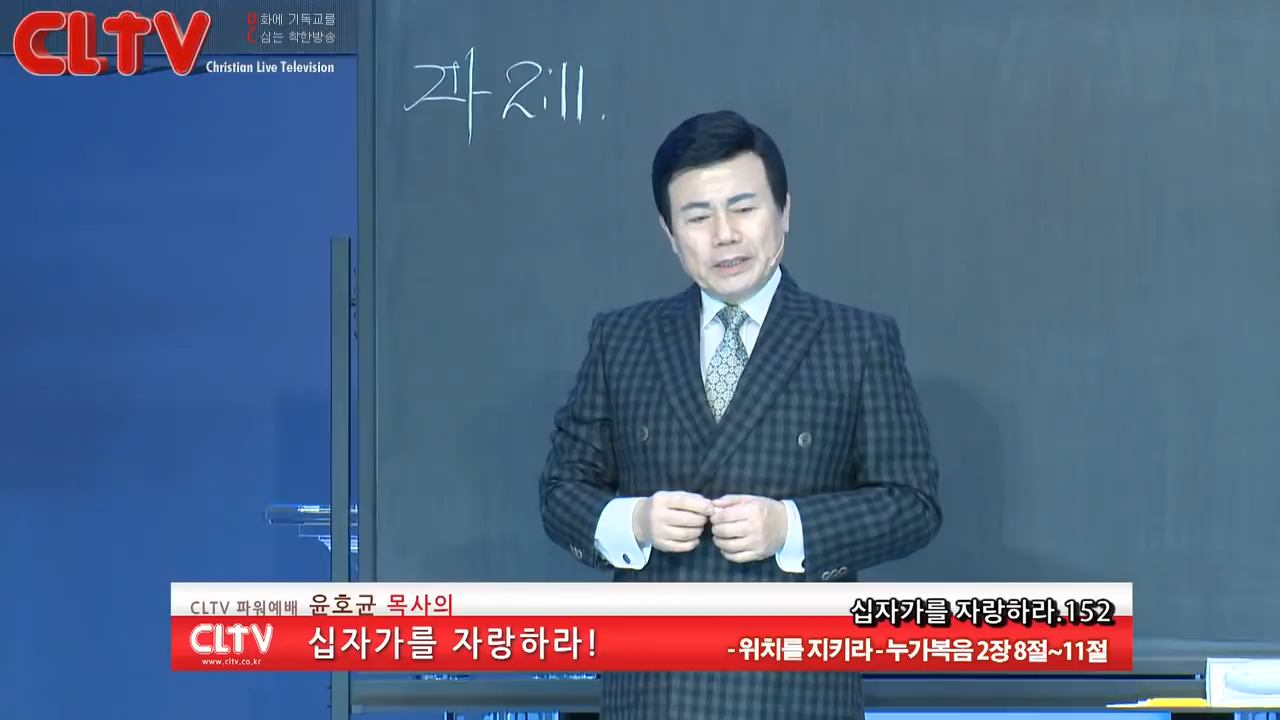 CLTV
문화에 기독교를
심는 착한방송
Christian Live Television
CLTV 파워예배 윤호균 목사의
십자가를 자랑하라.152
CLTV
www.cltv.co.kr
십자가를 자랑하라!
- 위치를 지키라 - 누가복음 2장 8절~11절